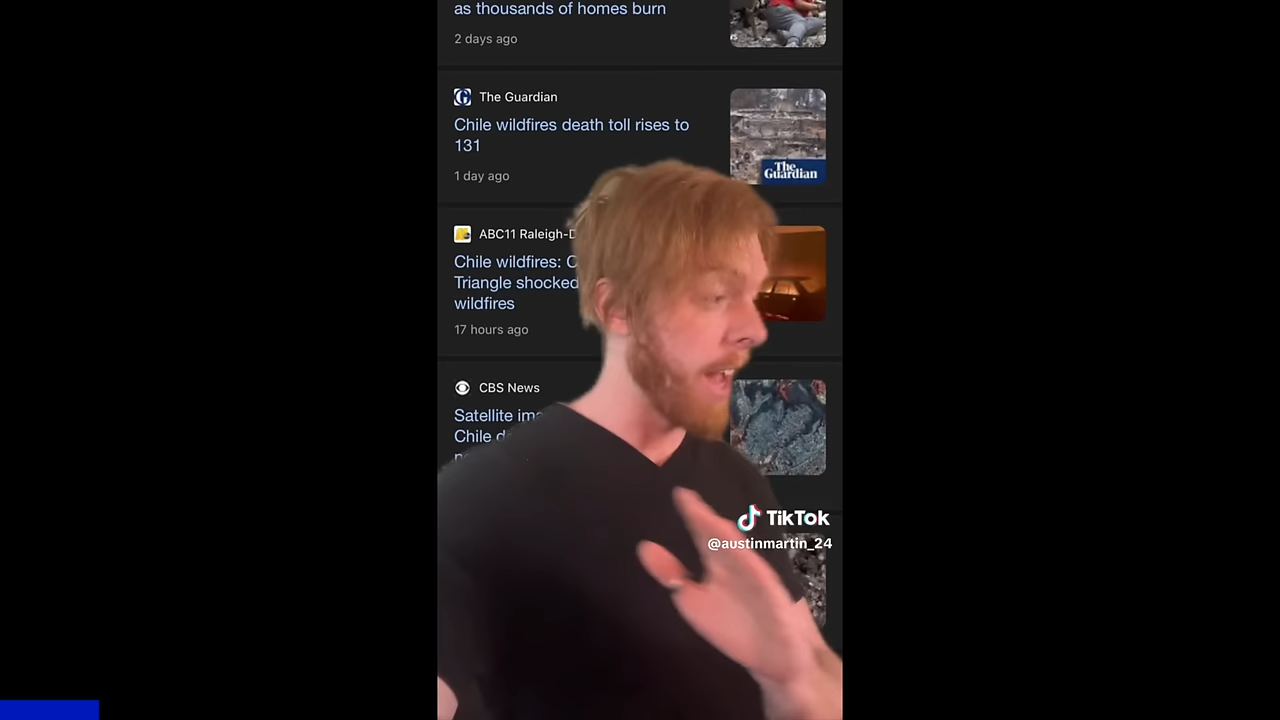 as thousands of homes burn
2 days ago
The Guardian
Chile wildfires death toll rises to
131
1 day ago
The
Guardian
ABC11 Raleigh-D
Chile wildfires: C
Triangle shocked
wildfires
17 hours ago
CBS News
Satellite ima
Chile d
TikTok
@austinmartin_24